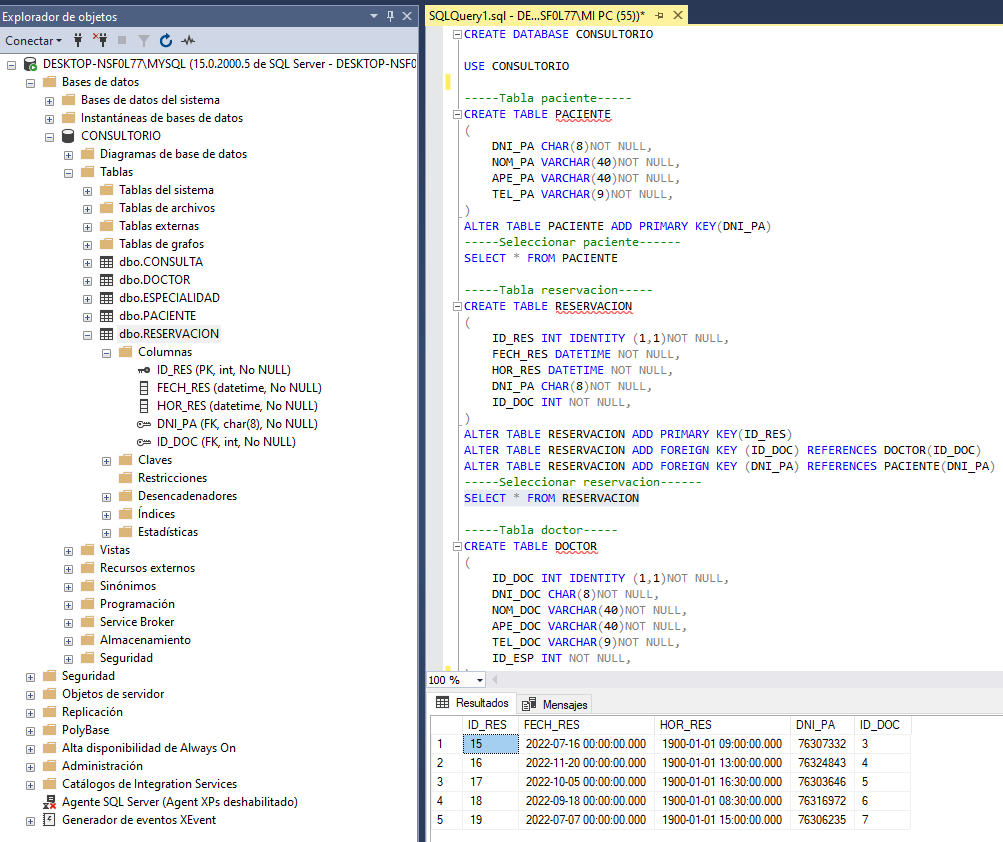 Explorador de objetos
Conectar
DESKTOP-NSF0L77\MYSQL (15.0.2000.5 de SQL Server - DESKTOP-NSF0
Bases de datos
Bases de datos del sistema
Instantáneas de bases de datos
CONSULTORIO
Diagramas de base de datos
Tablas
Tablas del sistema
Tablas de archivos
Tablas externas
Tablas de grafos
dbo.CONSULTA
dbo.DOCTOR
dbo.ESPECIALIDAD
dbo.PACIENTE
dbo.RESERVACION
Columnas
ID_RES (PK, int, No NULL)
FECH_RES (datetime, No NULL)
HOR_RES (datetime, No NULL)
DNI_PA (FK, char(8), No NULL)
ID_DOC (FK, int, No NULL)
Claves
Restricciones
Desencadenadores
Índices
Estadísticas
Vistas
Recursos externos
Sinónimos
Programación
Service Broker
Almacenamiento
Seguridad
Seguridad
Objetos de servidor
Replicación
PolyBase
Alta disponibilidad de Always On
Administración
Catálogos de Integration Services
Agente SQL Server (Agent XPs deshabilitado)
Generador de eventos XEvent
SQLQuery1.sql - DE...SF0L77\MI PC (55))*
CREATE DATABASE CONSULTORIO
USE CONSULTORIO
-----Tabla paciente-----
CREATE TABLE PACIENTE
(
DNI_PA CHAR(8)NOT NULL,
NOM_PA VARCHAR(40)NOT NULL,
APE_PA VARCHAR(40)NOT NULL,
TEL_PA VARCHAR(9)NOT NULL,
)
ALTER TABLE PACIENTE ADD PRIMARY KEY(DNI_PA)
-----Seleccionar paciente------
SELECT * FROM PACIENTE
-----Tabla reservacion-----
CREATE TABLE RESERVACION
(
ID_RES INT IDENTITY (1,1)NOT NULL,
FECH_RES DATETIME NOT NULL,
HOR_RES DATETIME NOT NULL,
DNI_PA CHAR(8)NOT NULL,
ID_DOC INT NOT NULL,
)
ALTER TABLE RESERVACION ADD PRIMARY KEY(ID_RES)
ALTER TABLE RESERVACION ADD FOREIGN KEY (ID_DOC) REFERENCES DOCTOR(ID_DOC)
ALTER TABLE RESERVACION ADD FOREIGN KEY (DNI_PA) REFERENCES PACIENTE(DNI_PA)
-----Seleccionar reservacion------
SELECT * FROM RESERVACION
-----Tabla doctor-----
CREATE TABLE DOCTOR
(
ID_DOC INT IDENTITY (1,1)NOT NULL,
DNI_DOC CHAR(8)NOT NULL,
NOM_DOC VARCHAR(40)NOT NULL,
APE_DOC VARCHAR(40)NOT NULL,
TEL_DOC VARCHAR(9)NOT NULL,
ID_ESP INT NOT NULL,
100 %
Resultados Mensajes
ID_RES FECH_RES HOR_RES DNI_PA ID_DOC
1 15 2022-07-16 00:00:00.000 1900-01-01 09:00:00.000 76307332 3
2 16 2022-11-20 00:00:00.000 1900-01-01 13:00:00.000 76324843 4
3 17 2022-10-05 00:00:00.000 1900-01-01 16:30:00.000 76303646 5
4 18 2022-09-18 00:00:00.000 1900-01-01 08:30:00.000 76316972 6
5 19 2022-07-07 00:00:00.000 1900-01-01 15:00:00.000 76306235 7